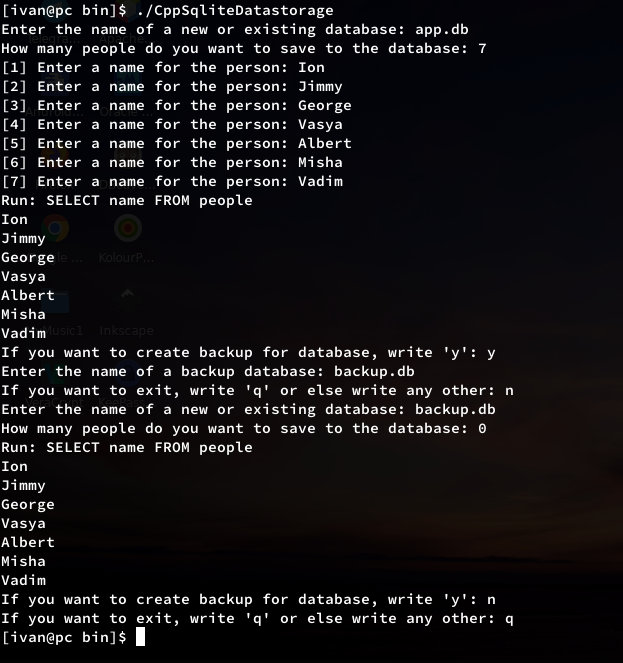 [ivan@pc bin]$ ./CppSqliteDatastorage
Enter the name of a new or existing database: app.db
How many people do you want to save to the database: 7
[1] Enter a name for the person: Ion
[2] Enter a name for the person: Jimmy
[3] Enter a name for the person: George
[4] Enter a name for the person: Vasya
[5] Enter a name for the person: Albert
[6] Enter a name for the person: Misha
[7] Enter a name for the person: Vadim
Run: SELECT name FROM people
Ion
Jimmy
George
KolourP...
Vasya
Albert
Misha
Inkscape
Vadim
If you want to create backup for database, write 'y': y
Enter the name of a backup database: backup.db
If you want to exit, write 'q' or else write any other: n
Enter the name of a new or existing database: backup.db
How many people do you want to save to the database: 0
Run: SELECT name FROM people
Ion
Jimmy
George
Vasya
Albert
Misha
Vadim
If you want to create backup for database, write 'y': n
If you want to exit, write 'q' or else write any other: q
[ivan@pc bin]$